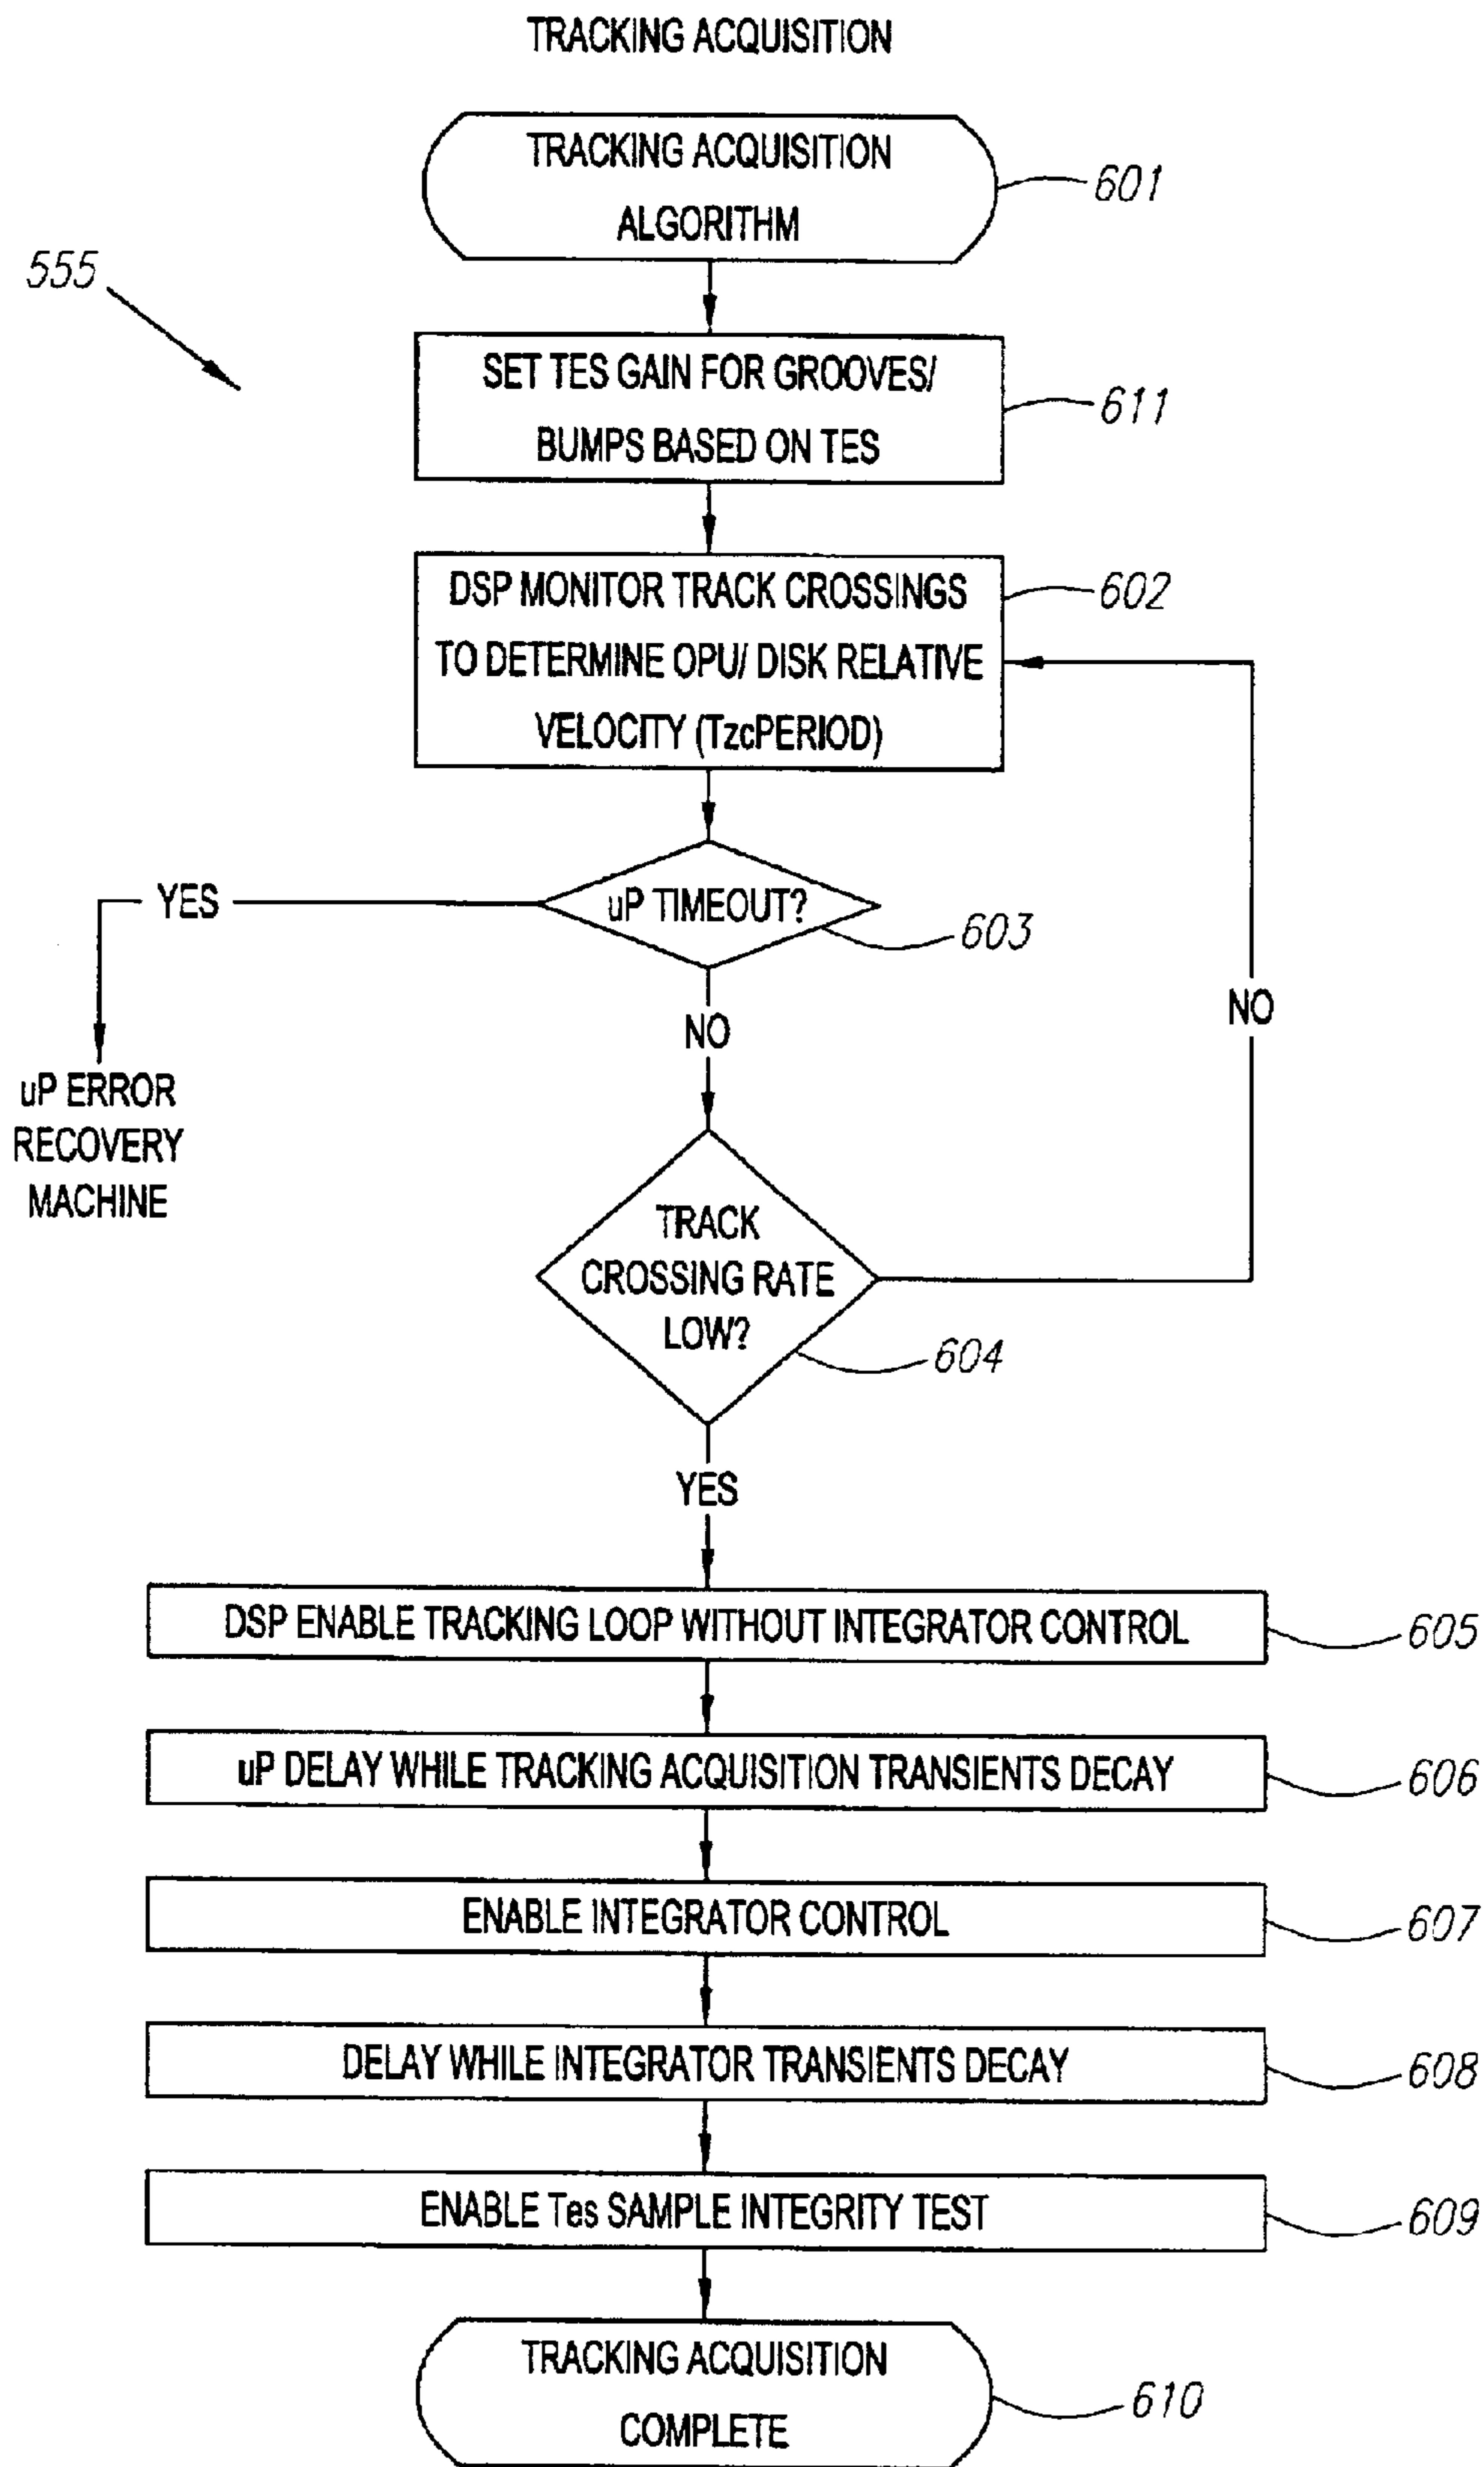 TRACKING ACQUISITION
TRACKING ACQUISITION
ALGORITHM
601
555
SET TES GAIN FOR GROOVES/
BUMPS BASED ON TES
611
DSP MONITOR TRACK CROSSINGS
TO DETERMINE OPU/ DISK RELATIVE
VELOCITY (TzcPERIOD)
602
YES
uP TIMEOUT?
603
NO
NO
uP ERROR
RECOVERY
MACHINE
TRACK
CROSSING RATE
LOW?
604
YES
DSP ENABLE TRACKING LOOP WITHOUT INTEGRATOR CONTROL
605
uP DELAY WHILE TRACKING ACQUISITION TRANSIENTS DECAY
606
ENABLE INTEGRATOR CONTROL
607
DELAY WHILE INTEGRATOR TRANSIENTS DECAY
608
ENABLE Tes SAMPLE INTEGRITY TEST
609
TRACKING ACQUISITION
COMPLETE
610